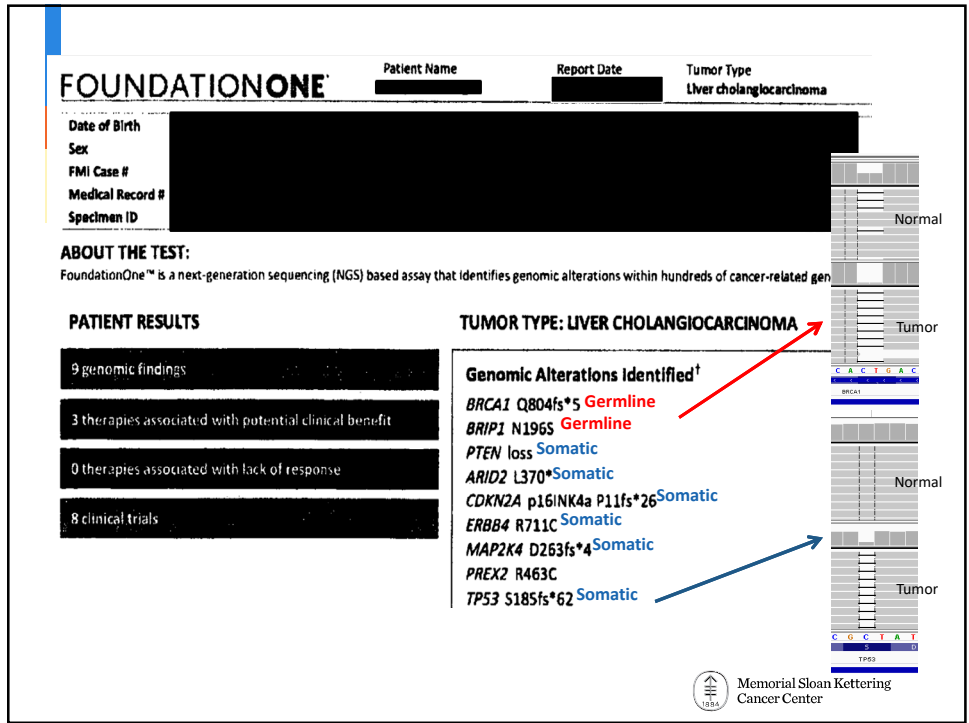 Patient Name
Report Date
Tumor Type
FOUNDATIONONE
Liver cholangiocarcinoma
Date of Birth
Sex
FMI Case #
Medical Record #
Specimen ID
Normal
ABOUT THE TEST:
FoundationOne™ is a next-generation sequencing (NGS) based assay that identifies genomic alterations within hundreds of cancer-related gen
PATIENT RESULTS
TUMOR TYPE: LIVER CHOLANGIOCARCINOMA
Tumor
9 genomic findings
3 therapies associated with potential clinical benefit
0 therapies associated with lack of response
8 clinical trials
Genomic Alterations Identified†
BRCA1 Q804fs*5 Germline
BRIP1 N196S Germline
PTEN loss Somatic
ARID2 L370* Somatic
CDKN2A p16INK4a P11fs*26 Somatic
ERBB4 R711C Somatic
MAP2K4 D263fs*4 Somatic
PREX2 R463C
TP53 S185fs*62 Somatic
C A C T G A C
BRCA1
Normal
Tumor
C G C T A T
S D
TP53
1884
Memorial Sloan Kettering
Cancer Center